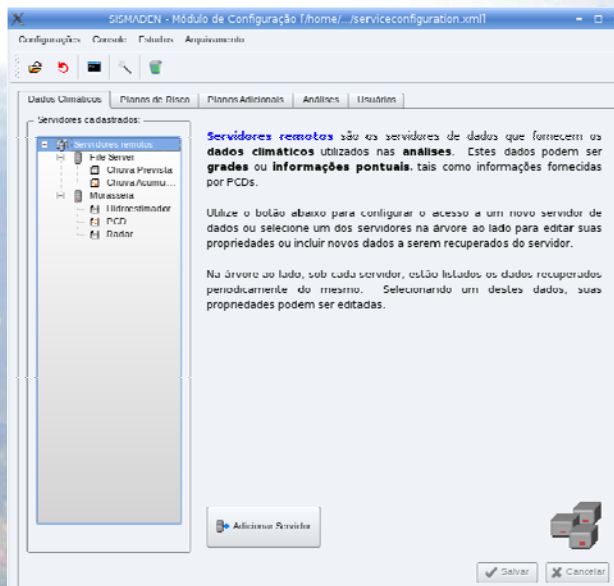 SISMADEN - Módulo de Configuração [/home/.../serviceconfiguration.xml]
Configurações Console Estudos Arquivamento
Dados Climáticos Planos de Risco Planos Adicionais Análises Usuários
Servidores cadastrados:
Servidores remotos
File Server
Chuva Prevista
Chuva Acumu...
Morassera
Hidroestimador
PCD
Radar
Servidores remotos são os servidores de dados que fornecem os
dados climáticos utilizados nas análises. Estes dados podem ser
grades ou informações pontuais, tais como informações fornecidas
por PCDs.
Utilize o botão abaixo para configurar o acesso a um novo servidor de
dados ou selecione um dos servidores na árvore ao lado para editar suas
propriedades ou incluir novos dados a serem recuperados do servidor.
Na árvore ao lado, sob cada servidor, estão listados os dados recuperados
periodicamente do mesmo. Selecionando um destes dados, suas
propriedades podem ser editadas.
Adicionar Servidor
Salvar Cancelar